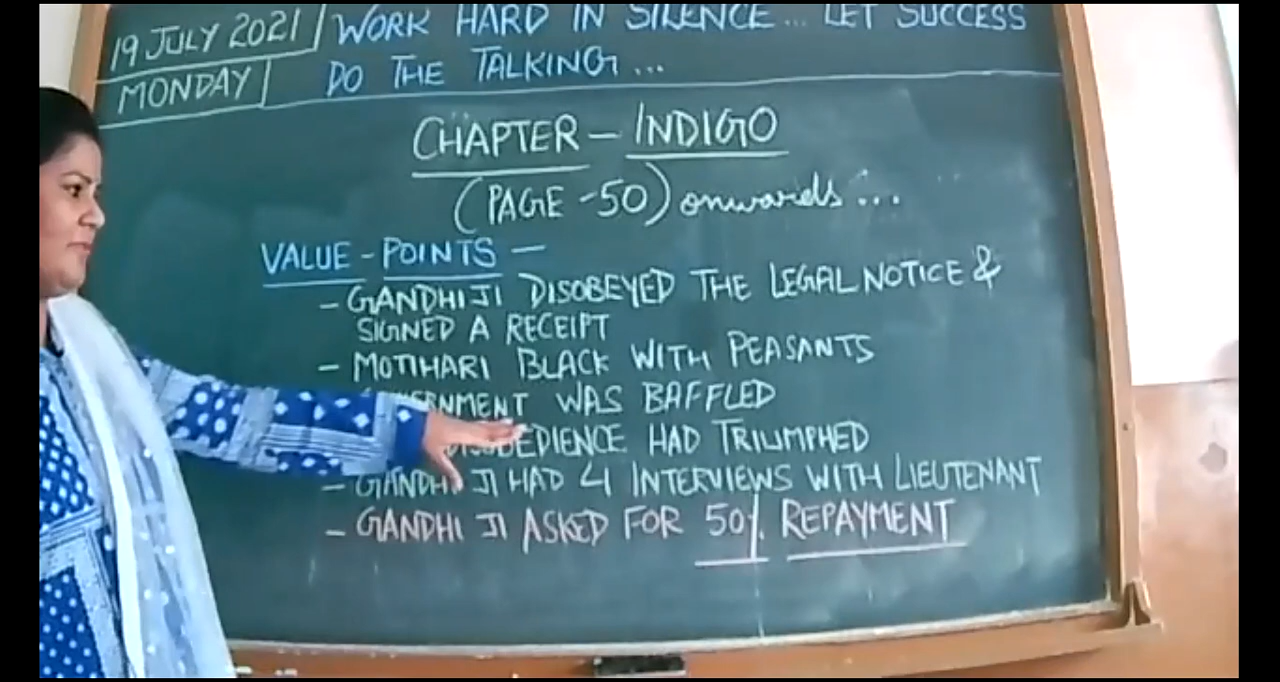 19 JULY 2021 WORK HARD IN SILENCE... LET SUCCESS
MONDAY DO THE TALKING...
CHAPTER - INDIGO
(PAGE -50) onwards...
VALUE - POINTS -
- GANDHI JI DISOBEYED THE LEGAL NOTICE &
SIGNED A RECEIPT
- MOTIHARI BLACK WITH PEASANTS
WAS BAFFLED
HAD TRIUMPHED
- GANDHI JI HAD 4 INTERVIEWS WITH LIEUTENANT
- GANDHI JI ASKED FOR 50% REPAYMENT